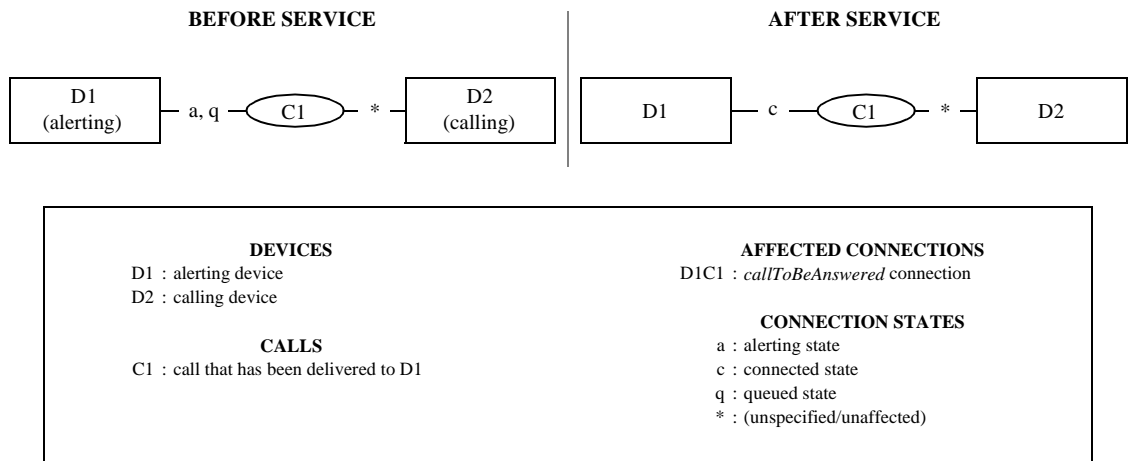 BEFORE SERVICE
AFTER SERVICE
D1
(alerting)
a, q
C1
*
D2
(calling)
D1
c
C1
*
D2
DEVICES
D1 : alerting device
D2 : calling device
CALLS
C1 : call that has been delivered to D1
AFFECTED CONNECTIONS
D1C1 : callToBeAnswered connection
CONNECTION STATES
a : alerting state
c : connected state
q : queued state
* : (unspecified/unaffected)